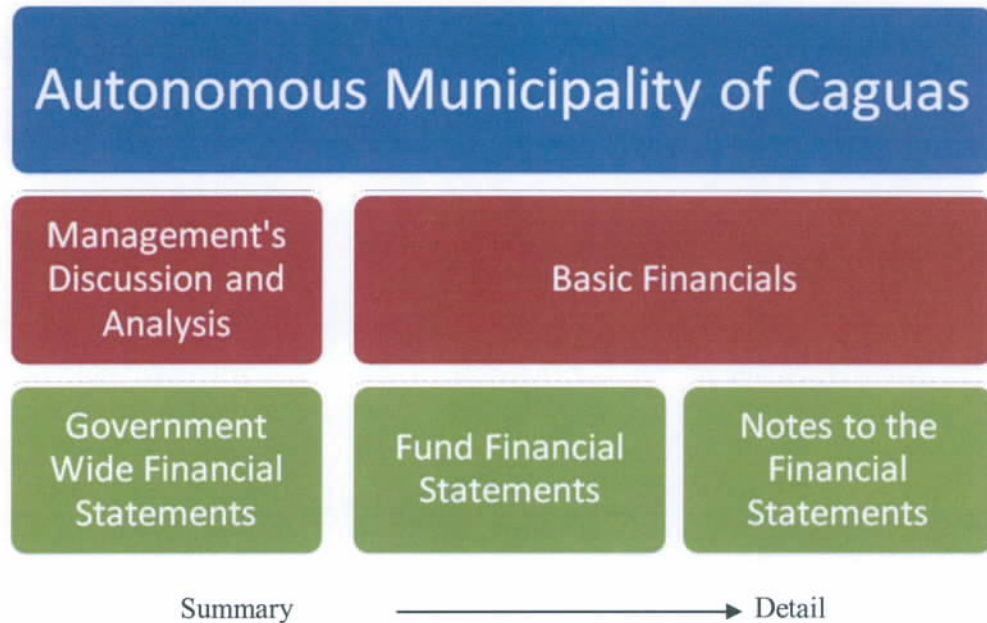 Autonomous Municipality of Caguas
Management's
Discussion and
Analysis
Basic Financials
Government
Wide Financial
Statements
Fund Financial
Statements
Notes to the
Financial
Statements
Summary
Detail